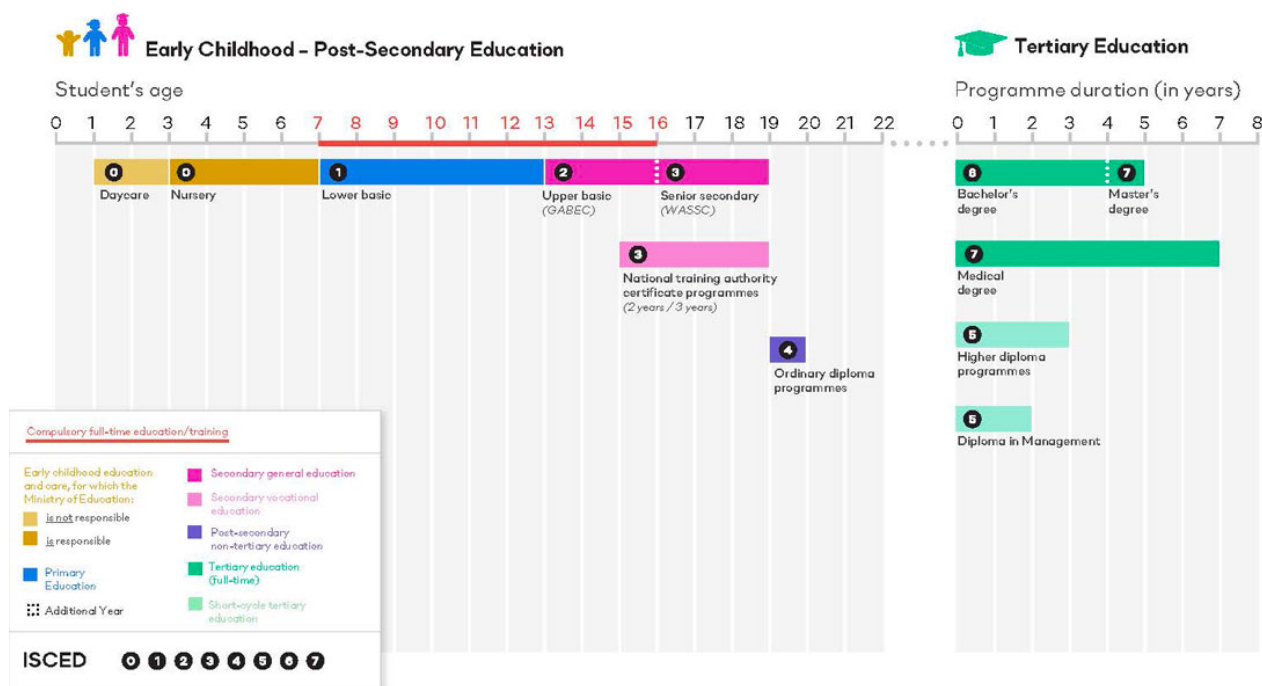 Early Childhood – Post-Secondary Education
Student's age
0 1 2 3 4 5 6 7 8 9 10 11 12 13 14 15 16 17 18 19 20 21 22
0
Daycare
0
Nursery
1
Lower basic
2
Upper basic
(GABEC)
3
Senior secondary
(WASSC)
3
National training authority
certificate programmes
(2 years / 3 years)
4
Ordinary diploma
programmes
Tertiary Education
Programme duration (in years)
0 1 2 3 4 5 6 7 8
6
Bachelor's
degree
7
Master's
degree
7
Medical
degree
5
Higher diploma
programmes
5
Diploma in Management
Compulsory full-time education/training
Early childhood education
and care, for which the
Ministry of Education:
is not responsible
is responsible
Primary
Education
Additional Year
Secondary general education
Secondary vocational
education
Post-secondary
non-tertiary education
Tertiary education
(full-time)
Short-cycle tertiary
education
ISCED 0 1 2 3 4 5 6 7